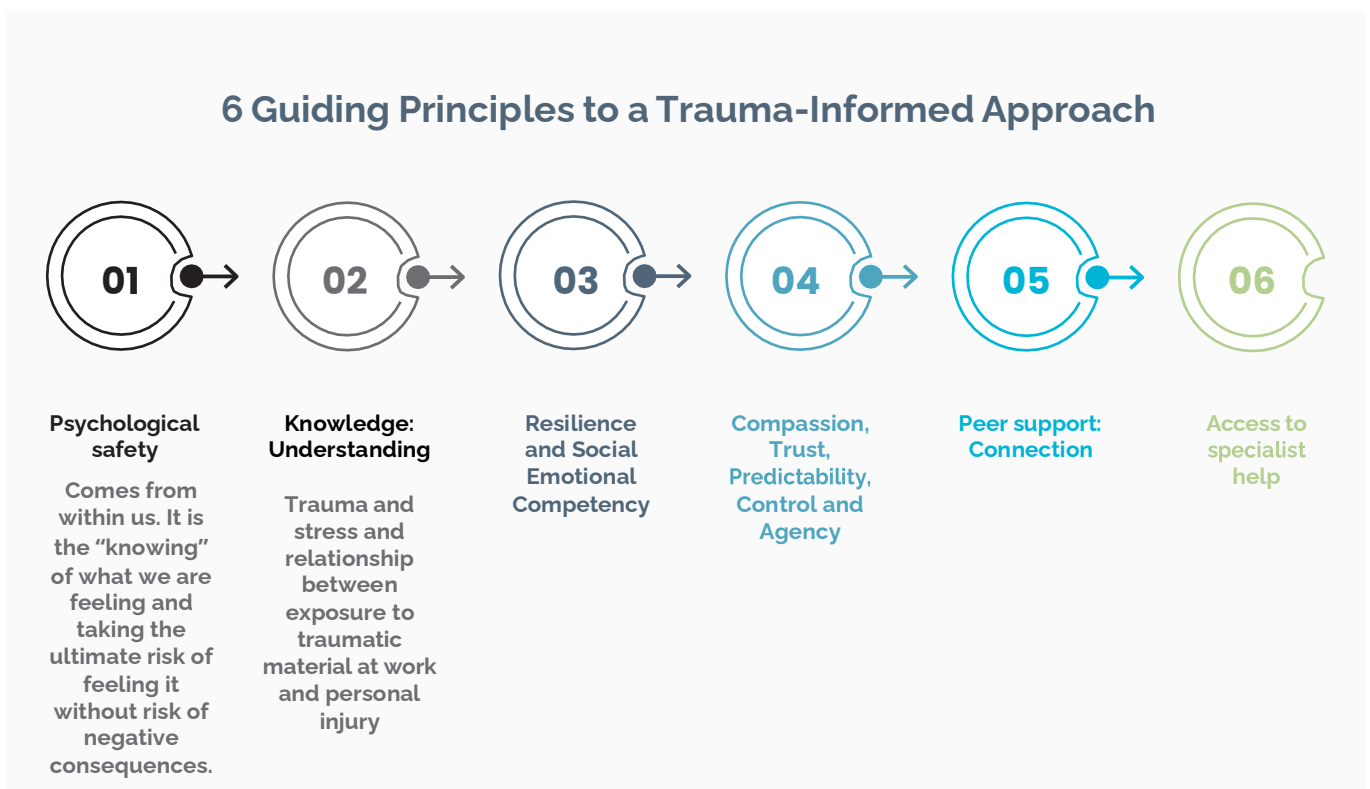 6 Guiding Principles to a Trauma-Informed Approach
01
02
03
04
05
06
Psychological
safety
Comes from
within us. It is
the “knowing”
of what we are
feeling and
taking the
ultimate risk of
feeling it
without risk of
negative
consequences.
Knowledge:
Understanding
Trauma and
stress and
relationship
between
exposure to
traumatic
material at work
and personal
injury
Resilience
and Social
Emotional
Competency
Compassion,
Trust,
Predictability,
Control and
Agency
Peer support:
Connection
Access to
specialist
help